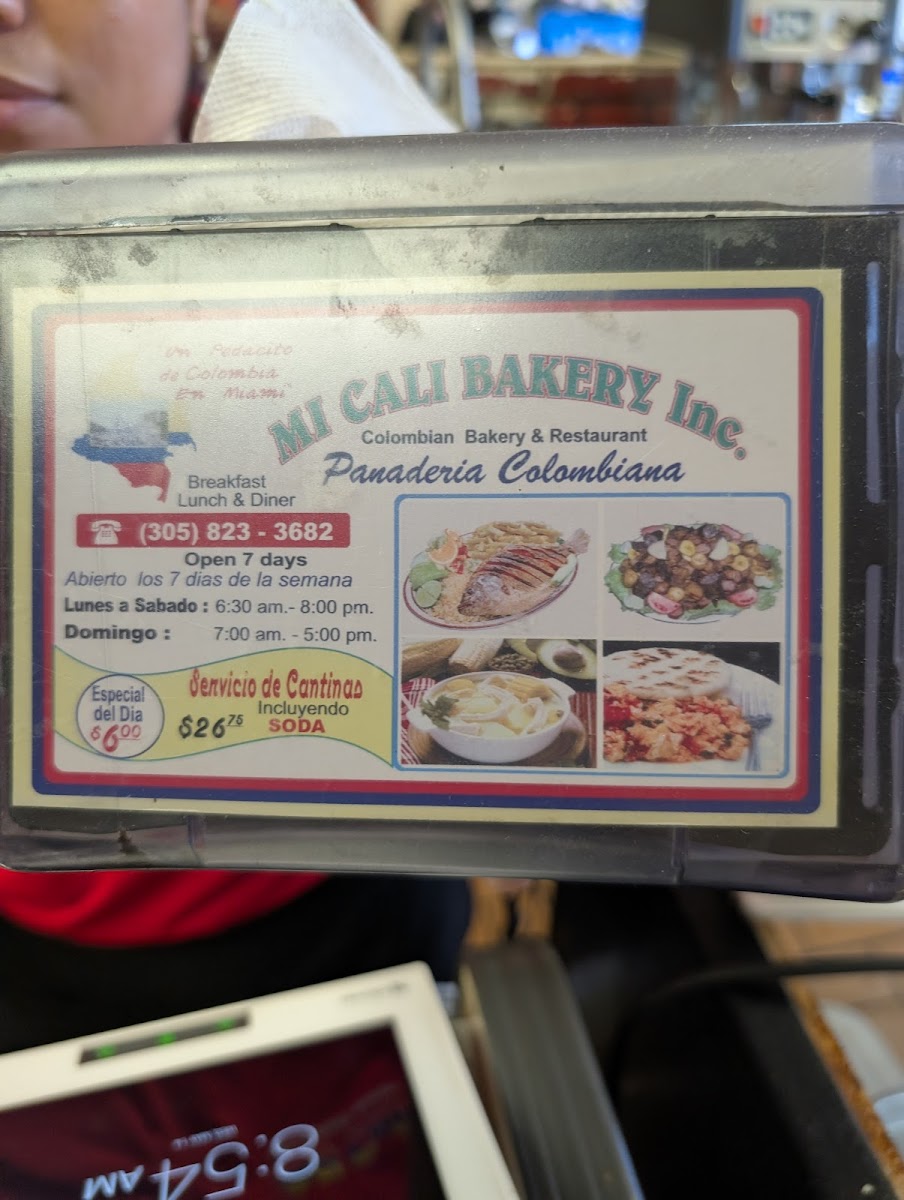 Un Pedacito
de Colombia
En Miami
MI CALI BAKERY Inc.
Colombian Bakery & Restaurant
Panaderia Colombiana
Breakfast
Lunch & Diner
(305) 823 - 3682
Open 7 days
Abierto los 7 dias de la semana
Lunes a Sabado : 6:30 am.- 8:00 pm.
Domingo : 7:00 am. - 5:00 pm.
Especial
del Dia
$6.00
Servicio de Cantinas
Incluyendo
$26.75 SODA
8:54 AM